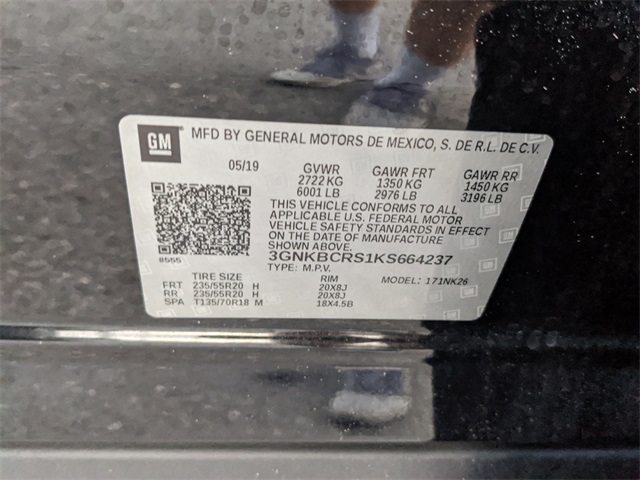 GM MFD BY GENERAL MOTORS DE MEXICO, S. DE R.L. DE C.V.
05/19 GVWR GAWR FRT GAWR RR
2722 KG 1350 KG 1450 KG
6001 LB 2976 LB 3196 LB
THIS VEHICLE CONFORMS TO ALL
APPLICABLE U.S. FEDERAL MOTOR
VEHICLE SAFETY STANDARDS IN EFFECT
ON THE DATE OF MANUFACTURE
SHOWN ABOVE.
8555 3GNKBCRS1KS664237
TYPE: M.P.V. MODEL: 171NK26
TIRE SIZE RIM
FRT 235/55R20 H 20X8J
RR 235/55R20 H 20X8J
SPA T135/70R18 M 18X4.5B